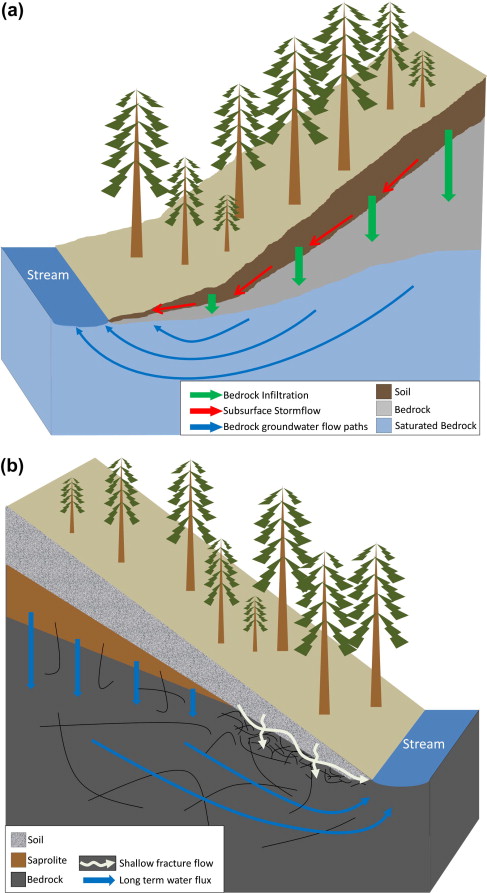 (a)
Stream
Bedrock Infiltration
Subsurface Stormflow
Bedrock groundwater flow paths
Soil
Bedrock
Saturated Bedrock
(b)
Stream
Soil
Saprolite
Bedrock
Shallow fracture flow
Long term water flux